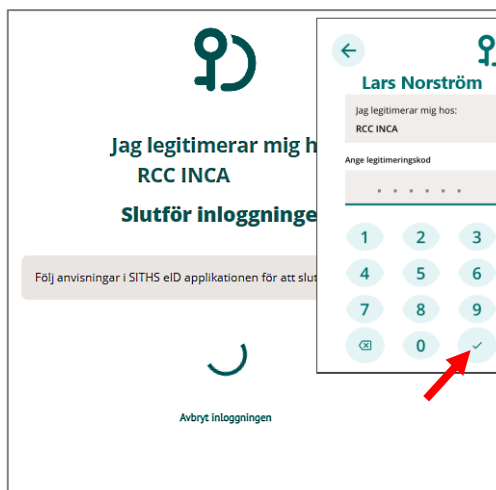 Jag legitimerar mig h
RCC INCA
Slutför inloggninge
Följ anvisningar i SITHS eID applikationen för att slut
Avbryt inloggningen
Lars Norström
Jag legitimerar mig hos:
RCC INCA
Ange legitimeringskod
1 2 3
4 5 6
7 8 9
0